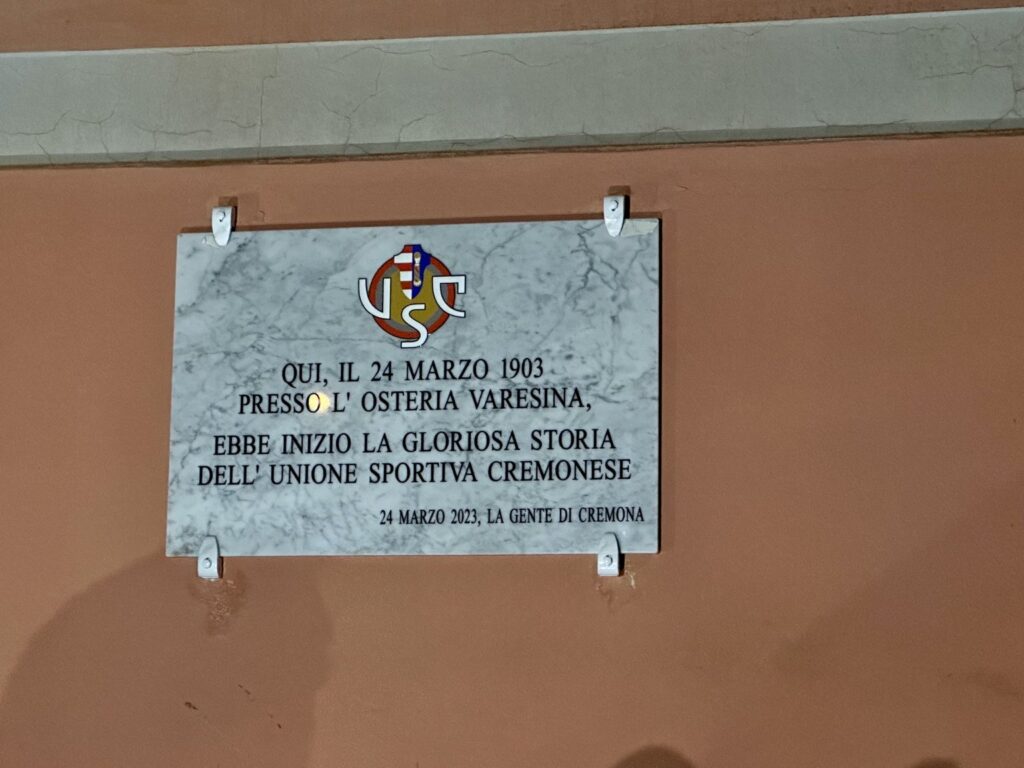 USC
QUI, IL 24 MARZO 1903
PRESSO L' OSTERIA VARESINA,
EBBE INIZIO LA GLORIOSA STORIA
DELL' UNIONE SPORTIVA CREMONESE
24 MARZO 2023, LA GENTE DI CREMONA